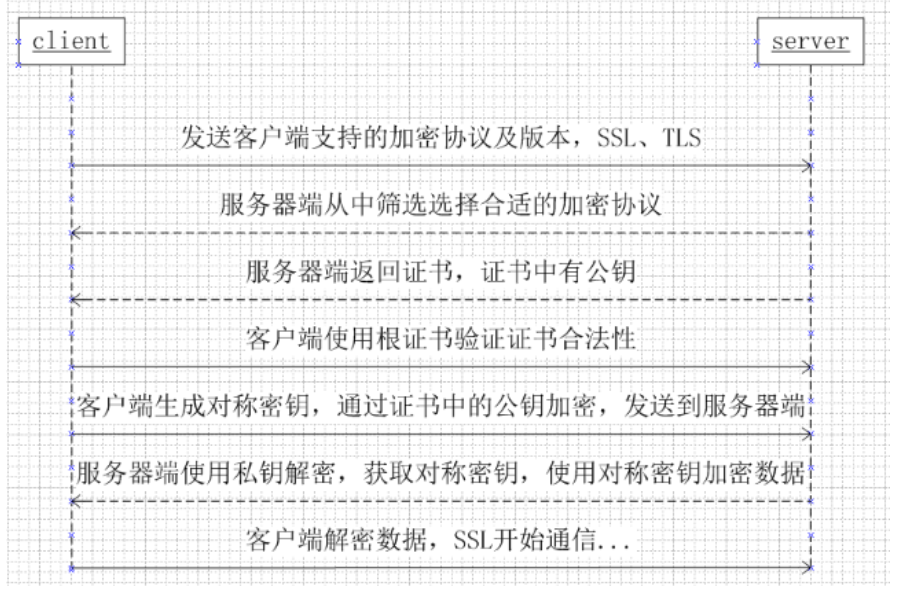 client
server
发送客户端支持的加密协议及版本，SSL、TLS
服务器端从中筛选选择合适的加密协议
服务器端返回证书，证书中有公钥
客户端使用根证书验证证书合法性
客户端生成对称密钥，通过证书中的公钥加密，发送到服务器端
服务器端使用私钥解密，获取对称密钥，使用对称密钥加密数据
客户端解密数据，SSL开始通信...